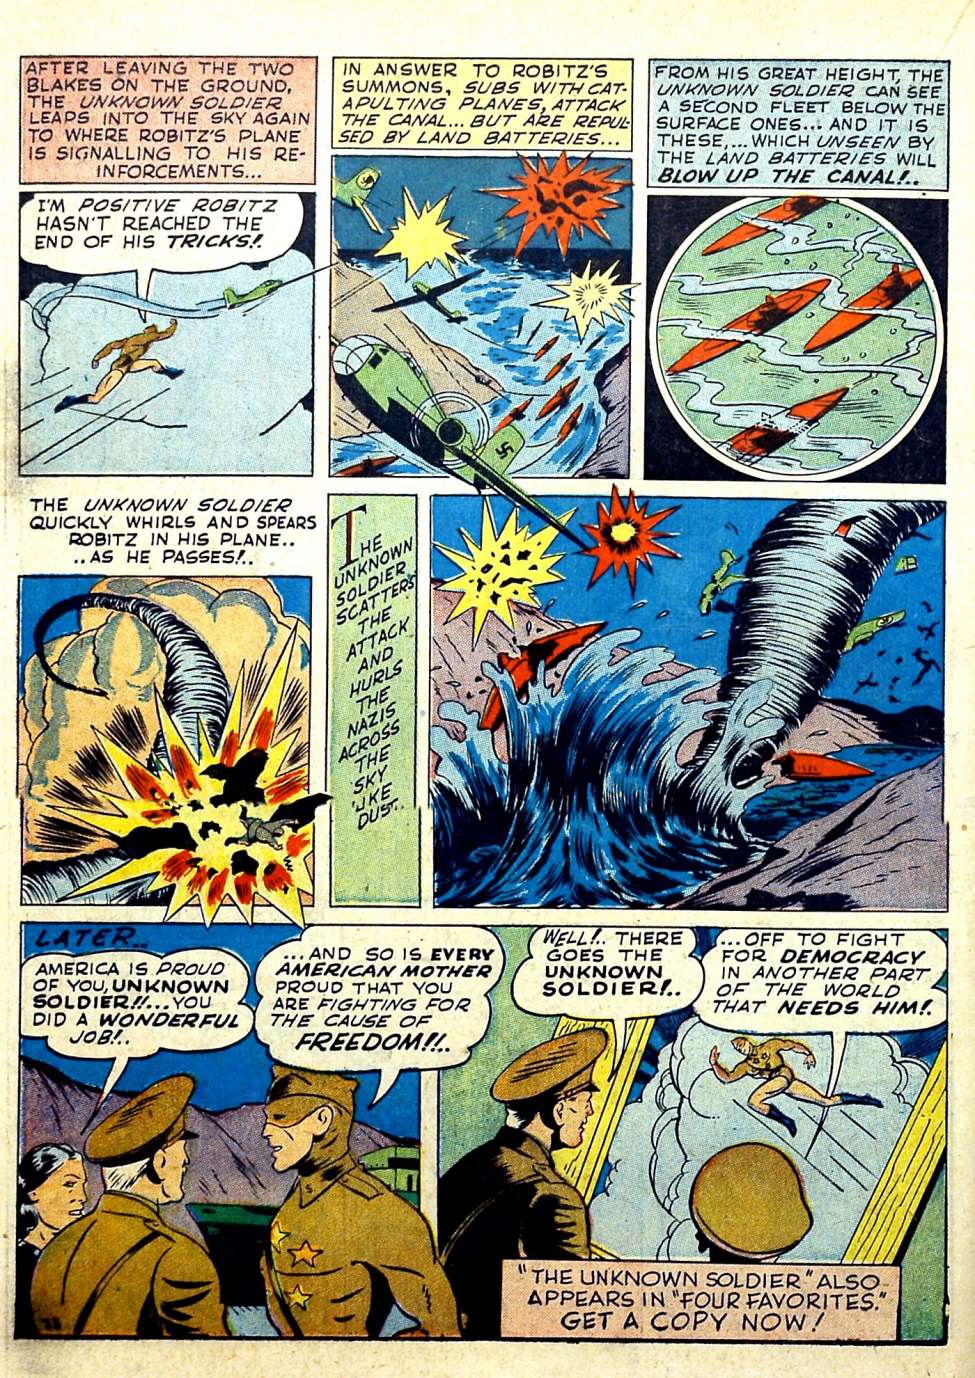 AFTER LEAVING THE TWO
BLAKES ON THE GROUND,
THE UNKNOWN SOLDIER
LEAPS INTO THE SKY AGAIN
TO WHERE ROBITZ'S PLANE
IS SIGNALLING TO HIS RE-
INFORCEMENTS...
I'M POSITIVE ROBITZ
HASN'T REACHED THE
END OF HIS TRICKS!.
IN ANSWER TO ROBITZ'S
SUMMONS, SUBS WITH CAT-
APULTING PLANES, ATTACK
THE CANAL... BUT ARE REPUL-
SED BY LAND BATTERIES...
FROM HIS GREAT HEIGHT, THE
UNKNOWN SOLDIER CAN SEE
A SECOND FLEET BELOW THE
SURFACE ONES... AND IT IS
THESE,... WHICH UNSEEN BY
THE LAND BATTERIES WILL
BLOW UP THE CANAL!..
THE UNKNOWN SOLDIER
QUICKLY WHIRLS AND SPEARS
ROBITZ IN HIS PLANE..
..AS HE PASSES!..
THE
UNKNOWN
SOLDIER
SCATTERS
THE
ATTACK
AND
HURLS
THE
NAZIS
ACROSS
THE
SKY
'JKE
DUST..
LATER..
AMERICA IS PROUD
OF YOU, UNKNOWN
SOLDIER!!...YOU
DID A WONDERFUL
JOB!..
...AND SO IS EVERY
AMERICAN MOTHER
PROUD THAT YOU
ARE FIGHTING FOR
THE CAUSE OF
FREEDOM!!..
WELL!.. THERE
GOES THE
UNKNOWN
SOLDIER!..
...OFF TO FIGHT
FOR DEMOCRACY
IN ANOTHER PART
OF THE WORLD
THAT NEEDS HIM!.
"THE UNKNOWN SOLDIER" ALSO
APPEARS IN "FOUR FAVORITES."
GET A COPY NOW!